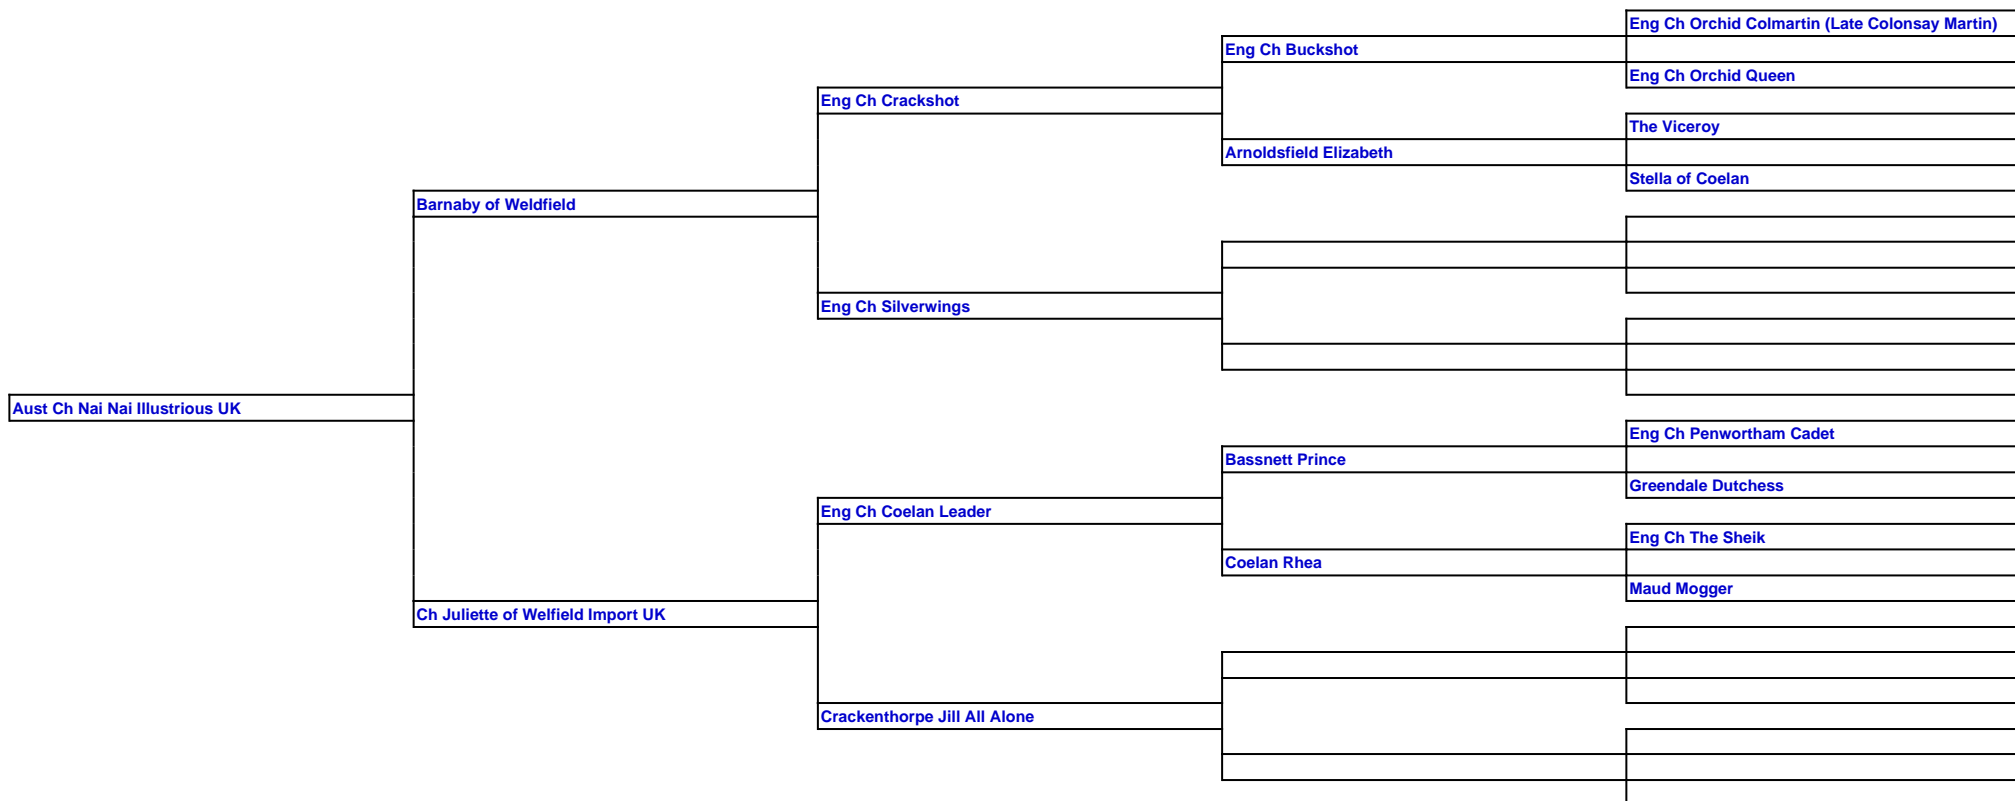 Eng Ch Orchid Colmartin (Late Colonsay Martin)
Eng Ch Buckshot
Eng Ch Orchid Queen
Eng Ch Crackshot
The Viceroy
Arnoldsfield Elizabeth
Stella of Coelan
Barnaby of Weldfield
Eng Ch Silverwings
Aust Ch Nai Nai Illustrious UK
Eng Ch Penwortham Cadet
Bassnett Prince
Greendale Dutchess
Eng Ch Coelan Leader
Eng Ch The Sheik
Coelan Rhea
Maud Mogger
Ch Juliette of Welfield Import UK
Crackenthorpe Jill All Alone